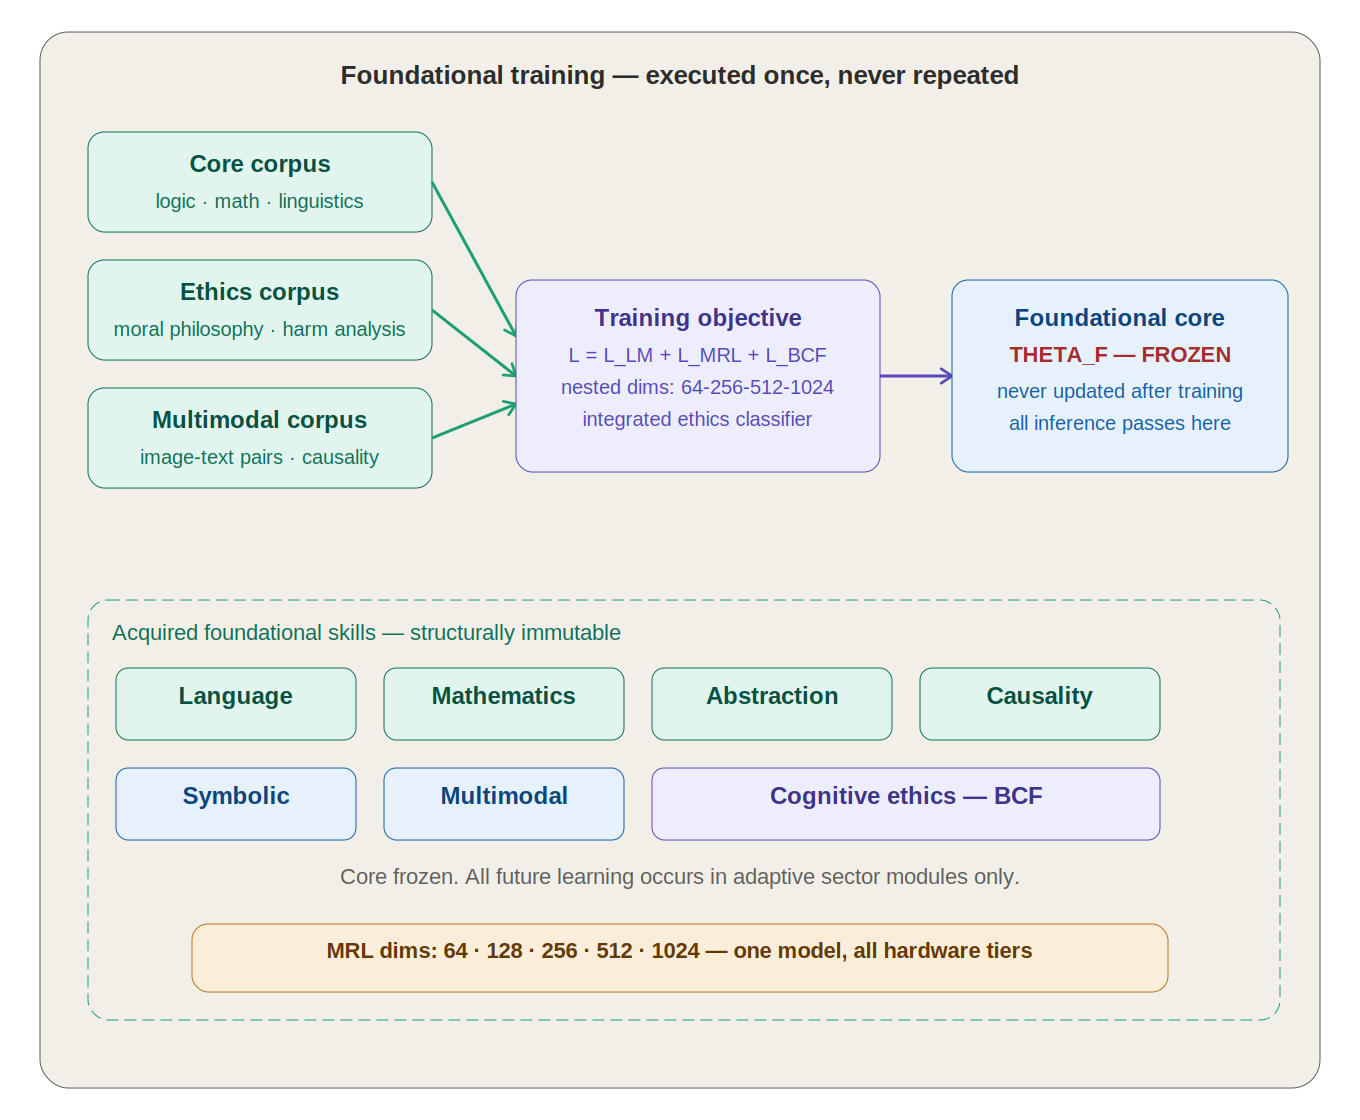 Foundational training — executed once, never repeated
Core corpus
logic · math · linguistics
Ethics corpus
moral philosophy · harm analysis
Multimodal corpus
image-text pairs · causality
Training objective
L = L_LM + L_MRL + L_BCF
nested dims: 64-256-512-1024
integrated ethics classifier
Foundational core
THETA_F — FROZEN
never updated after training
all inference passes here
Acquired foundational skills — structurally immutable
Language
Mathematics
Abstraction
Causality
Symbolic
Multimodal
Cognitive ethics — BCF
Core frozen. All future learning occurs in adaptive sector modules only.
MRL dims: 64 · 128 · 256 · 512 · 1024 — one model, all hardware tiers